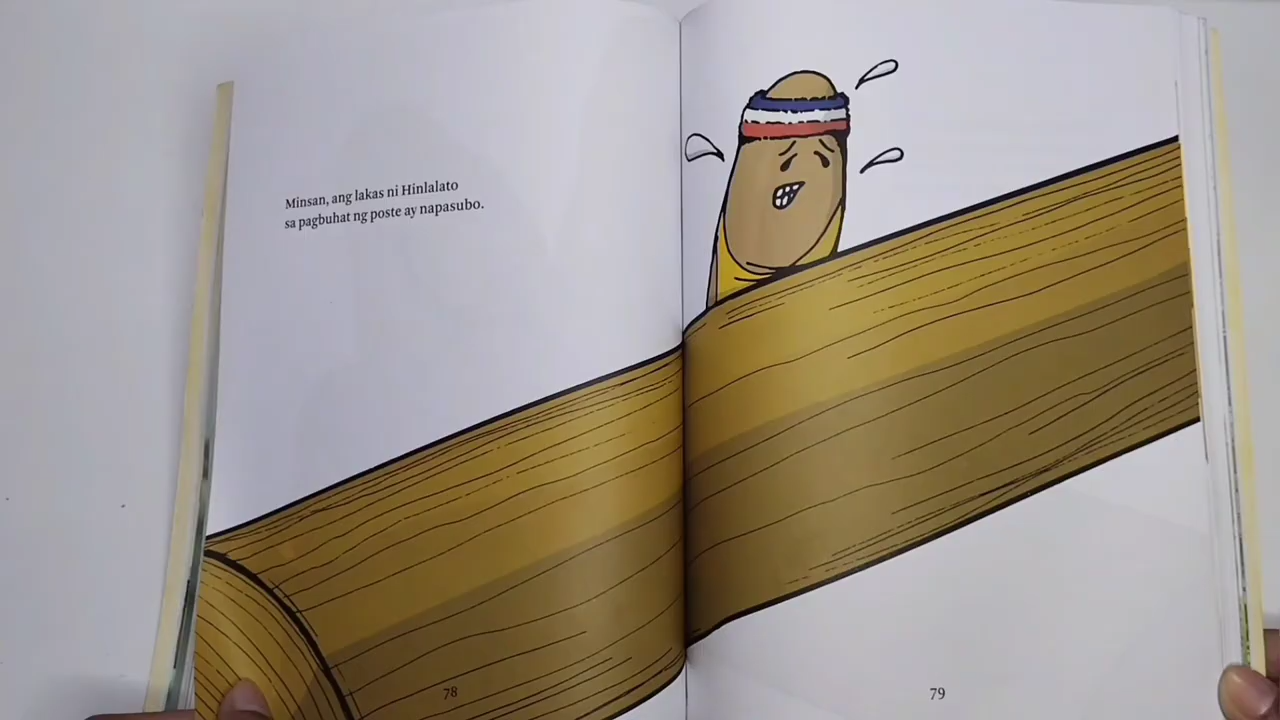 Minsan, ang lakas ni Hinlalato
sa pagbuhat ng poste ay napasubo.
78
79